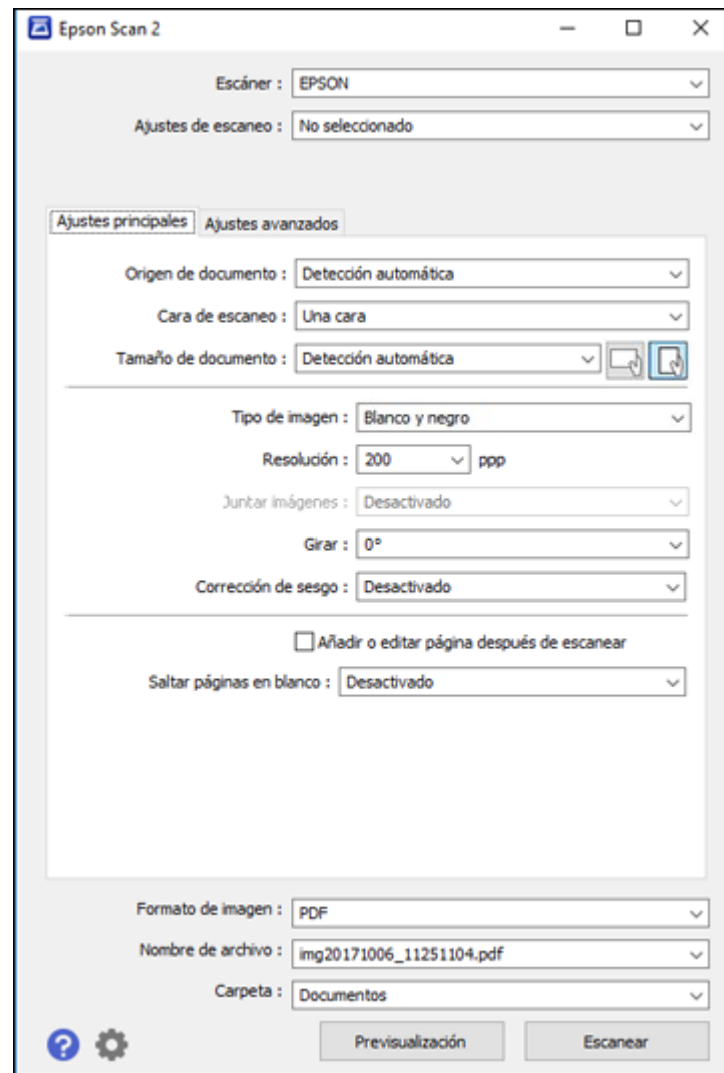 Epson Scan 2
Escáner : EPSON
Ajustes de escaneo : No seleccionado
Ajustes principales Ajustes avanzados
Origen de documento : Detección automática
Cara de escaneo : Una cara
Tamaño de documento : Detección automática
Tipo de imagen : Blanco y negro
Resolución : 200 ppp
Juntar imágenes : Desactivado
Girar : 0°
Corrección de sesgo : Desactivado
Añadir o editar página después de escanear
Saltar páginas en blanco : Desactivado
Formato de imagen : PDF
Nombre de archivo : img20171006_11251104.pdf
Carpeta : Documentos
? Previsualización Escanear